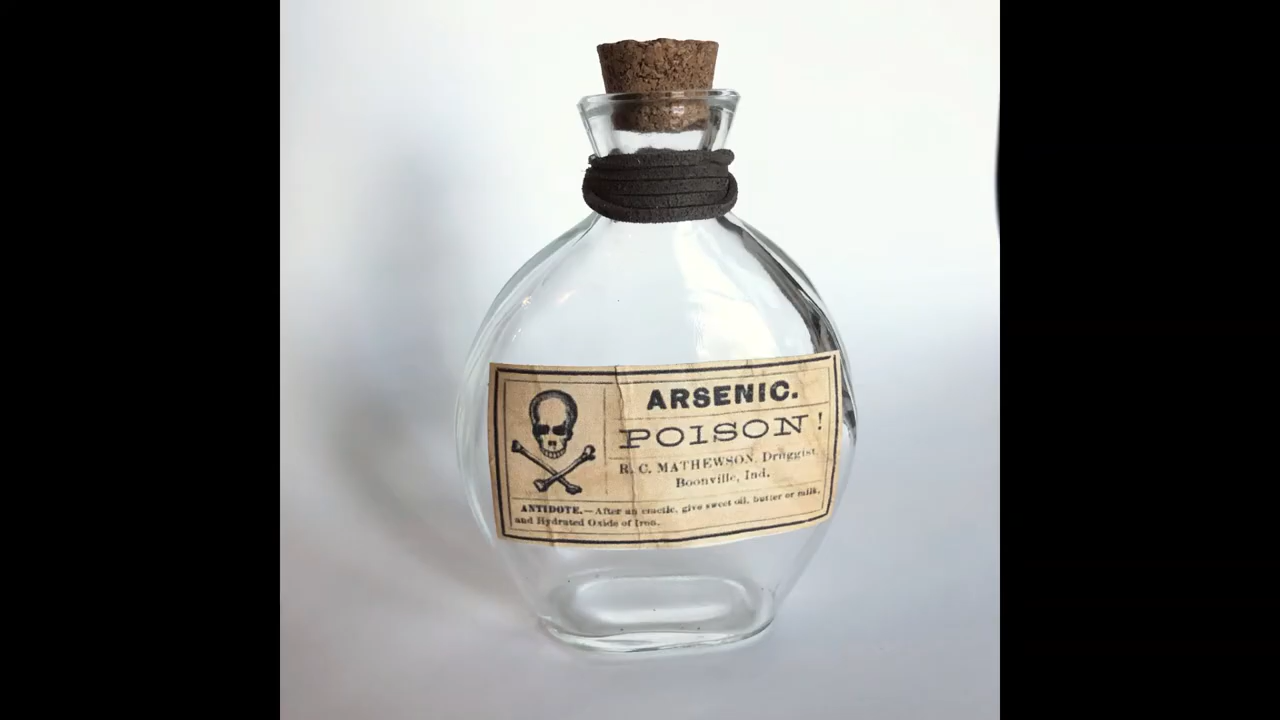 ARSENIC.
POISON!
R. C. MATHEWSON, Druggist,
Boonville, Ind.
ANTIDOTE.—After an emetic, give sweet oil, butter or milk,
and Hydrated Oxide of Iron.